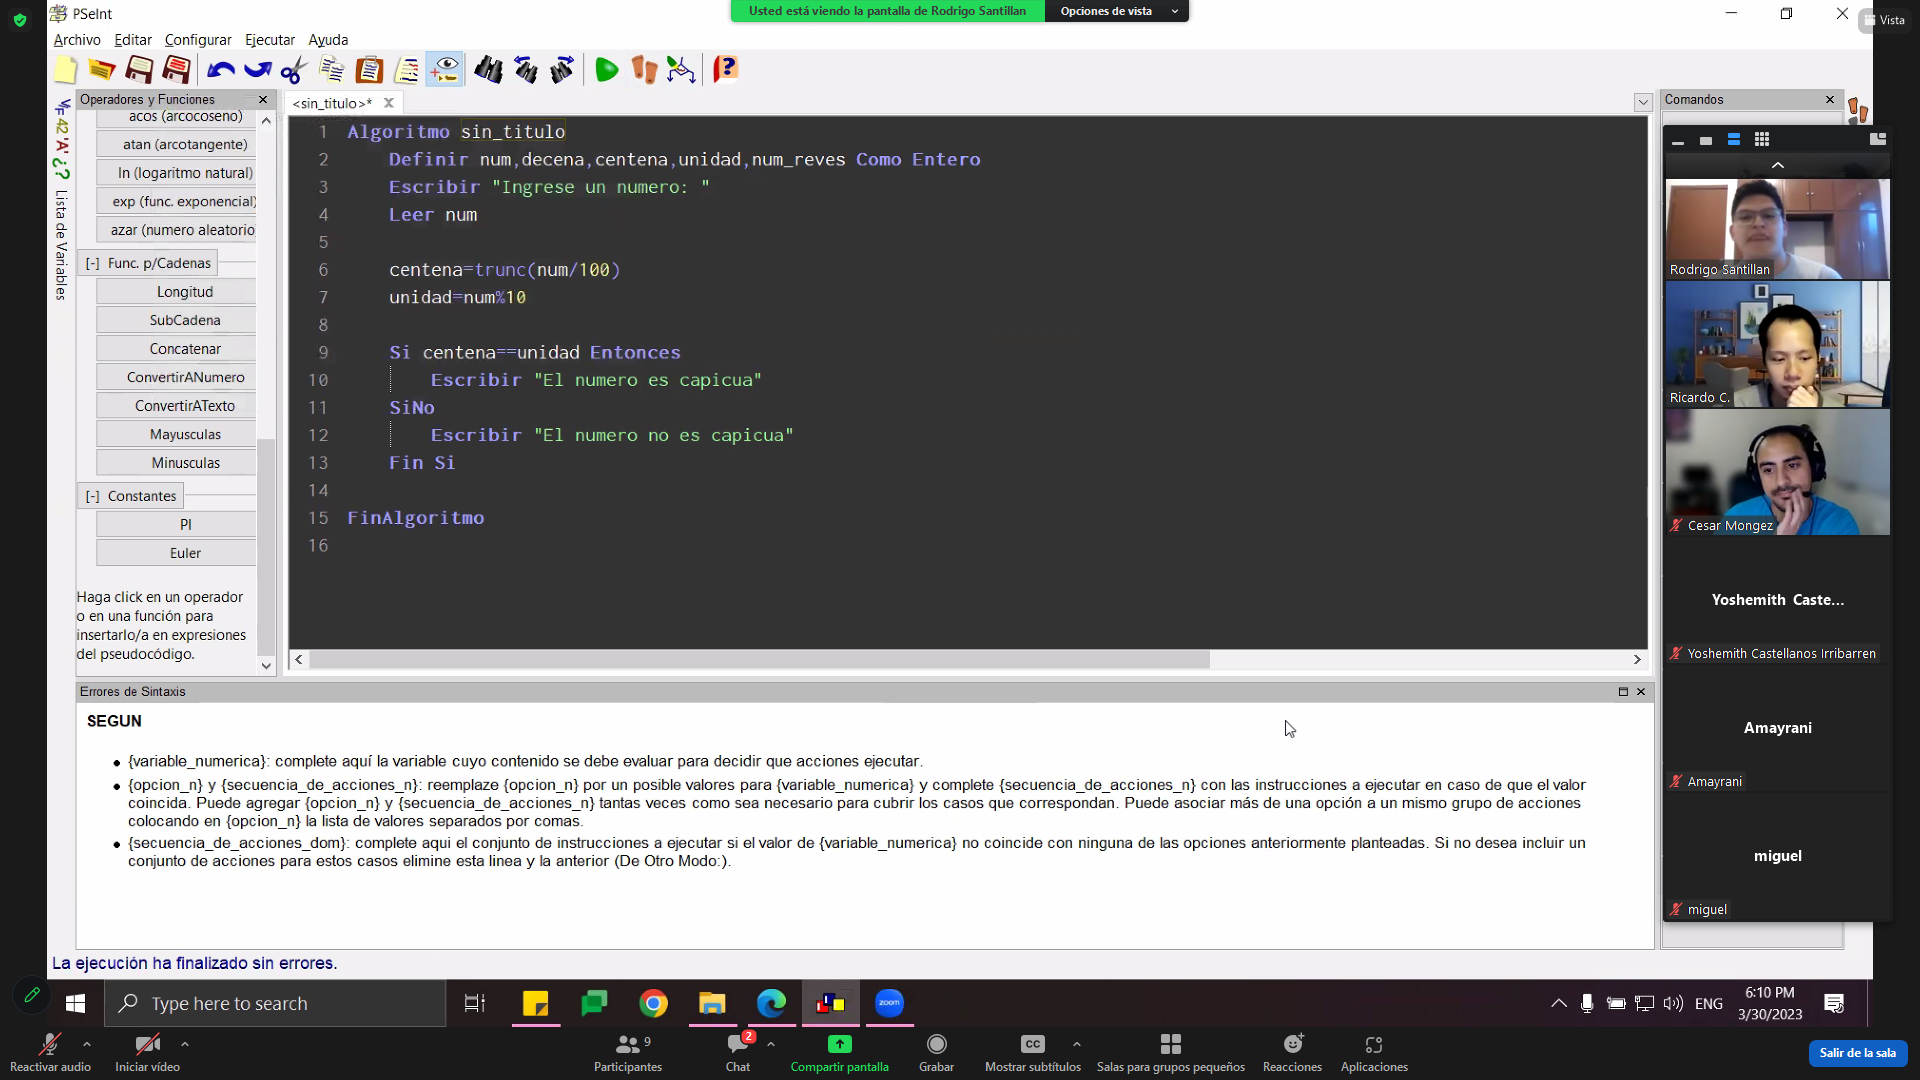 PSeInt
Usted está viendo la pantalla de Rodrigo Santillan
Opciones de vista
Vista
Archivo Editar Configurar Ejecutar Ayuda
Operadores y Funciones
<sin_titulo>*
Comandos
Lista de Variables
acos (arcocoseno)
atan (arcotangente)
ln (logaritmo natural)
exp (func. exponencial)
azar (numero aleatorio)
[-] Func. p/Cadenas
Longitud
SubCadena
Concatenar
ConvertirANumero
ConvertirATexto
Mayusculas
Minusculas
[-] Constantes
PI
Euler
Haga click en un operador
o en una función para
insertarlo/a en expresiones
del pseudocódigo.
1 Algoritmo sin_titulo
2 Definir num,decena,centena,unidad,num_reves Como Entero
3 Escribir "Ingrese un numero: "
4 Leer num
5
6 centena=trunc(num/100)
7 unidad=num%10
8
9 Si centena==unidad Entonces
10 Escribir "El numero es capicua"
11 SiNo
12 Escribir "El numero no es capicua"
13 Fin Si
14
15 FinAlgoritmo
16
Errores de Sintaxis
SEGUN
{variable_numerica}: complete aquí la variable cuyo contenido se debe evaluar para decidir que acciones ejecutar.
{opcion_n} y {secuencia_de_acciones_n}: reemplaze {opcion_n} por un posible valores para {variable_numerica} y complete {secuencia_de_acciones_n} con las instrucciones a ejecutar en caso de que el valor
coincida. Puede agregar {opcion_n} y {secuencia_de_acciones_n} tantas veces como sea necesario para cubrir los casos que correspondan. Puede asociar más de una opción a un mismo grupo de acciones
colocando en {opcion_n} la lista de valores separados por comas.
{secuencia_de_acciones_dom}: complete aqui el conjunto de instrucciones a ejecutar si el valor de {variable_numerica} no coincide con ninguna de las opciones anteriormente planteadas. Si no desea incluir un
conjunto de acciones para estos casos elimine esta linea y la anterior (De Otro Modo:).
La ejecución ha finalizado sin errores.
Rodrigo Santillan
Ricardo C.
Cesar Mongez
Yoshemith Caste...
Yoshemith Castellanos Irribarren
Amayrani
Amayrani
miguel
miguel
Type here to search
zoom
ENG
6:10 PM
3/30/2023
Reactivar audio
Iniciar vídeo
9
Participantes
2
Chat
Compartir pantalla
Grabar
CC
Mostrar subtítulos
Salas para grupos pequeños
Reacciones
Aplicaciones
Salir de la sala